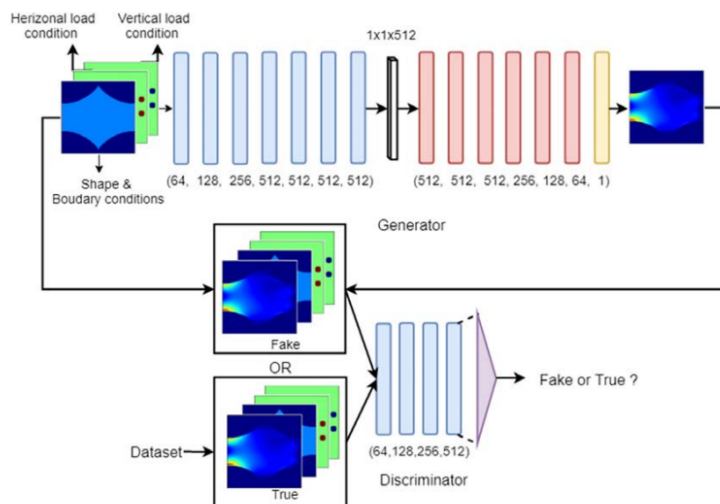 Herizonal load
condition
Vertical load
condition
1x1x512
Shape &
Boudary conditions
(64, 128, 256, 512, 512, 512, 512)
(512, 512, 512, 256, 128, 64, 1)
Generator
Fake
OR
Dataset
True
(64,128,256,512)
Discriminator
Fake or True ?